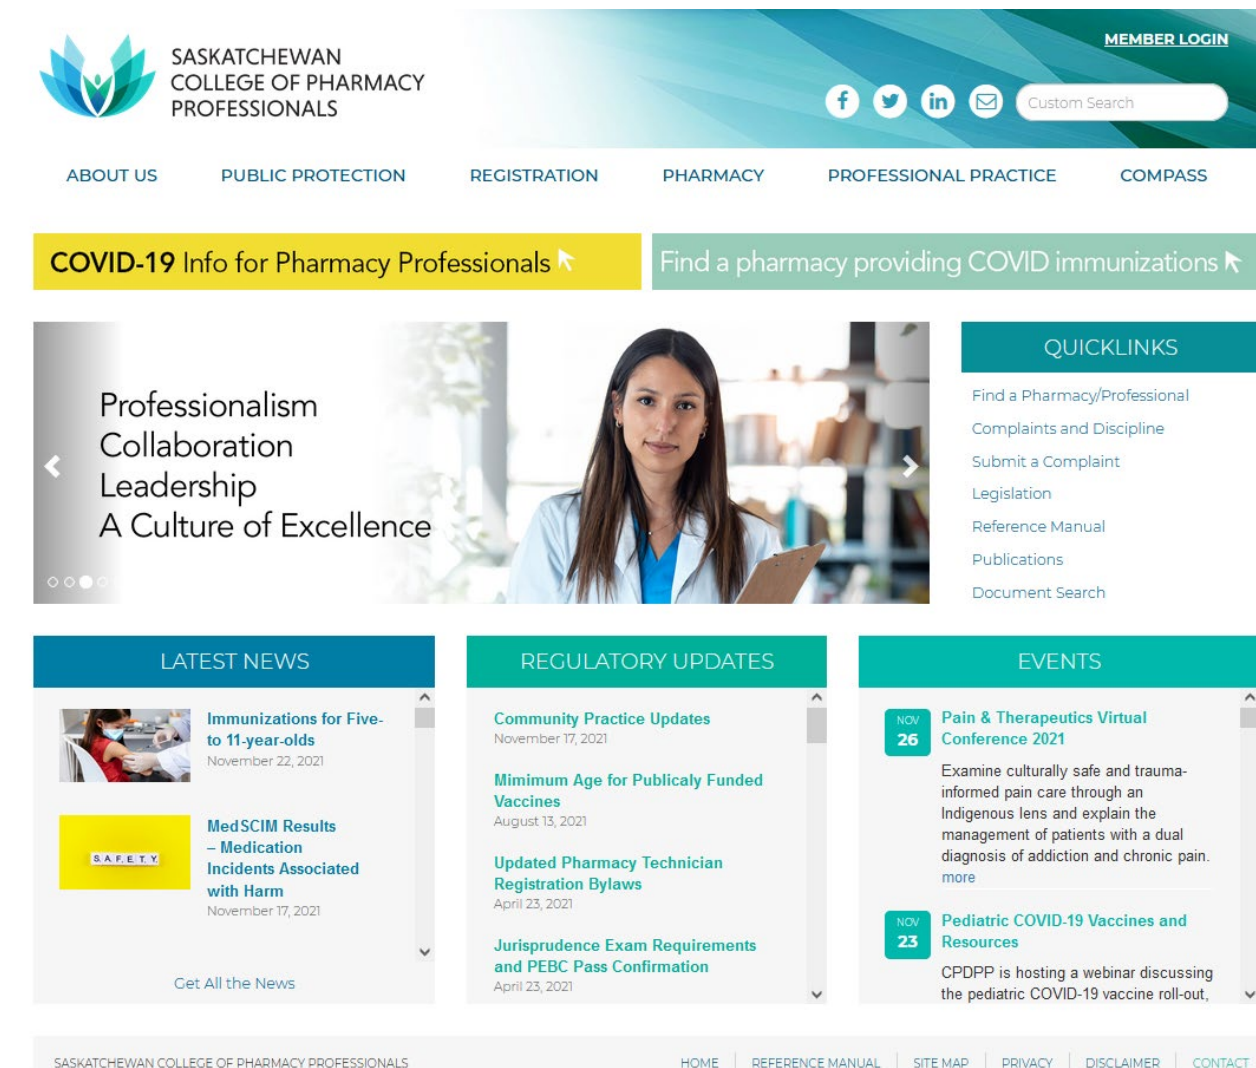 MEMBER LOGIN
SASKATCHEWAN
COLLEGE OF PHARMACY
PROFESSIONALS
Custom Search
ABOUT US
PUBLIC PROTECTION
REGISTRATION
PHARMACY
PROFESSIONAL PRACTICE
COMPASS
COVID-19 Info for Pharmacy Professionals
Find a pharmacy providing COVID immunizations
Professionalism
Collaboration
Leadership
A Culture of Excellence
QUICKLINKS
Find a Pharmacy/Professional
Complaints and Discipline
Submit a Complaint
Legislation
Reference Manual
Publications
Document Search
LATEST NEWS
Immunizations for Five-
to 11-year-olds
November 22, 2021
S A F E T Y
MedSCIM Results
– Medication
Incidents Associated
with Harm
November 17, 2021
Get All the News
REGULATORY UPDATES
Community Practice Updates
November 17, 2021
Mimimum Age for Publicaly Funded
Vaccines
August 13, 2021
Updated Pharmacy Technician
Registration Bylaws
April 23, 2021
Jurisprudence Exam Requirements
and PEBC Pass Confirmation
April 23, 2021
EVENTS
NOV
26
Pain & Therapeutics Virtual
Conference 2021
Examine culturally safe and trauma-
informed pain care through an
Indigenous lens and explain the
management of patients with a dual
diagnosis of addiction and chronic pain.
more
NOV
23
Pediatric COVID-19 Vaccines and
Resources
CPDPP is hosting a webinar discussing
the pediatric COVID-19 vaccine roll-out,
SASKATCHEWAN COLLEGE OF PHARMACY PROFESSIONALS
HOME
REFERENCE MANUAL
SITE MAP
PRIVACY
DISCLAIMER
CONTACT